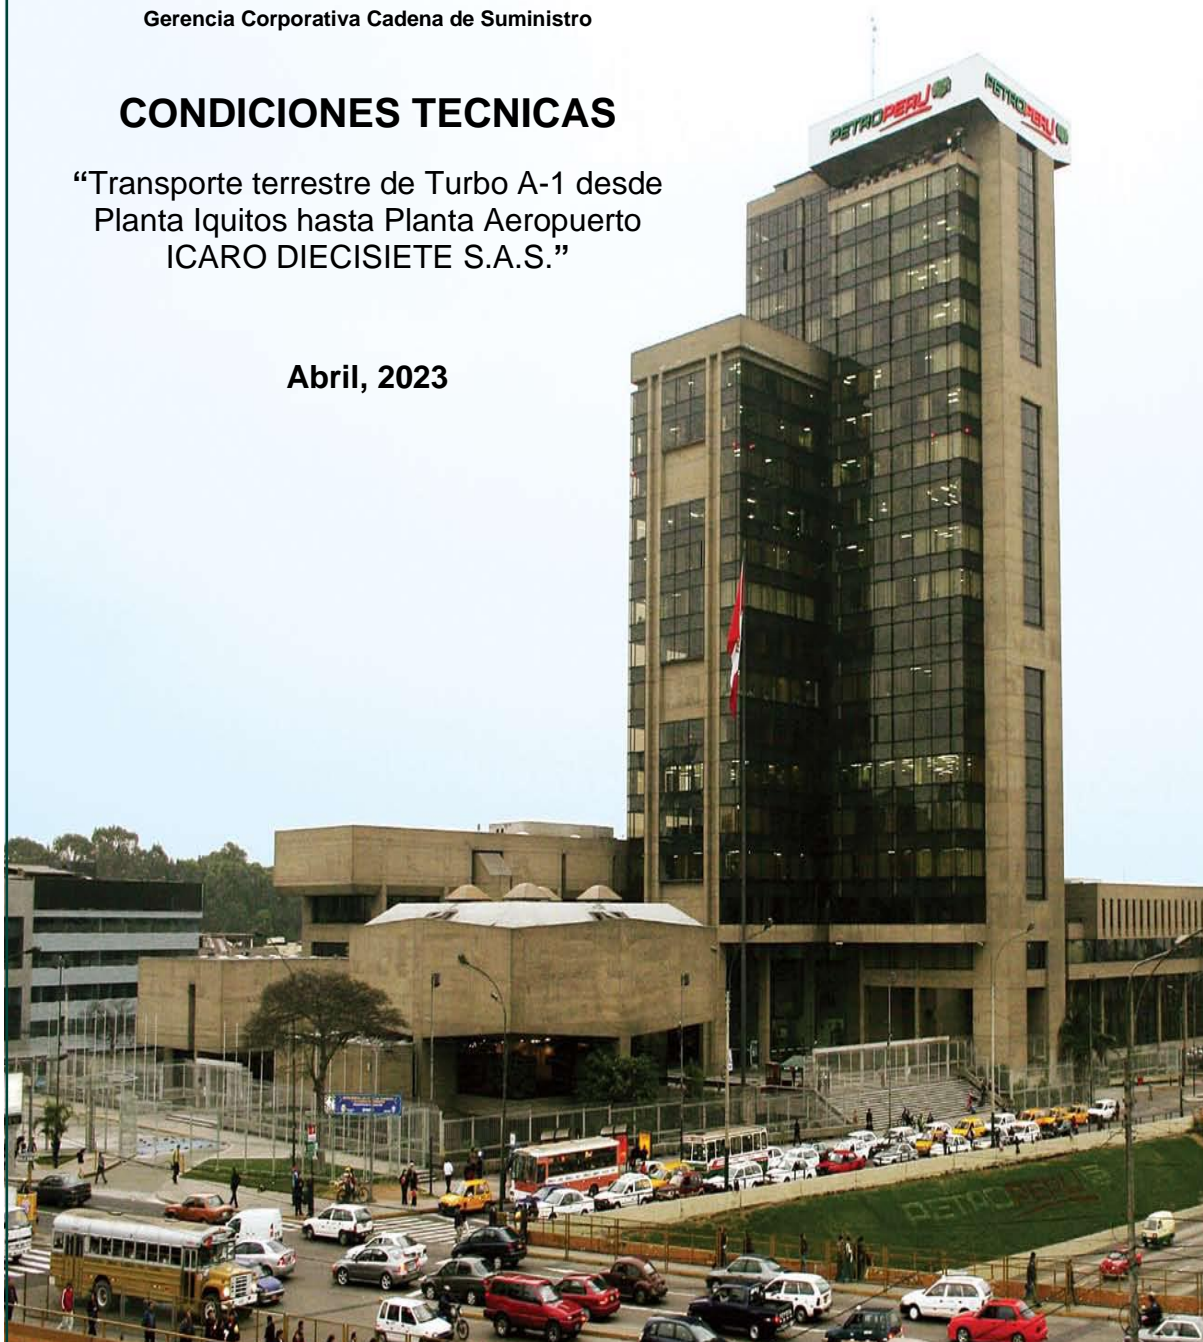 Gerencia Corporativa Cadena de Suministro
CONDICIONES TECNICAS
“Transporte terrestre de Turbo A-1 desde
Planta Iquitos hasta Planta Aeropuerto
ICARO DIECISIETE S.A.S.”
Abril, 2023
PETROPERU
PETROPERU